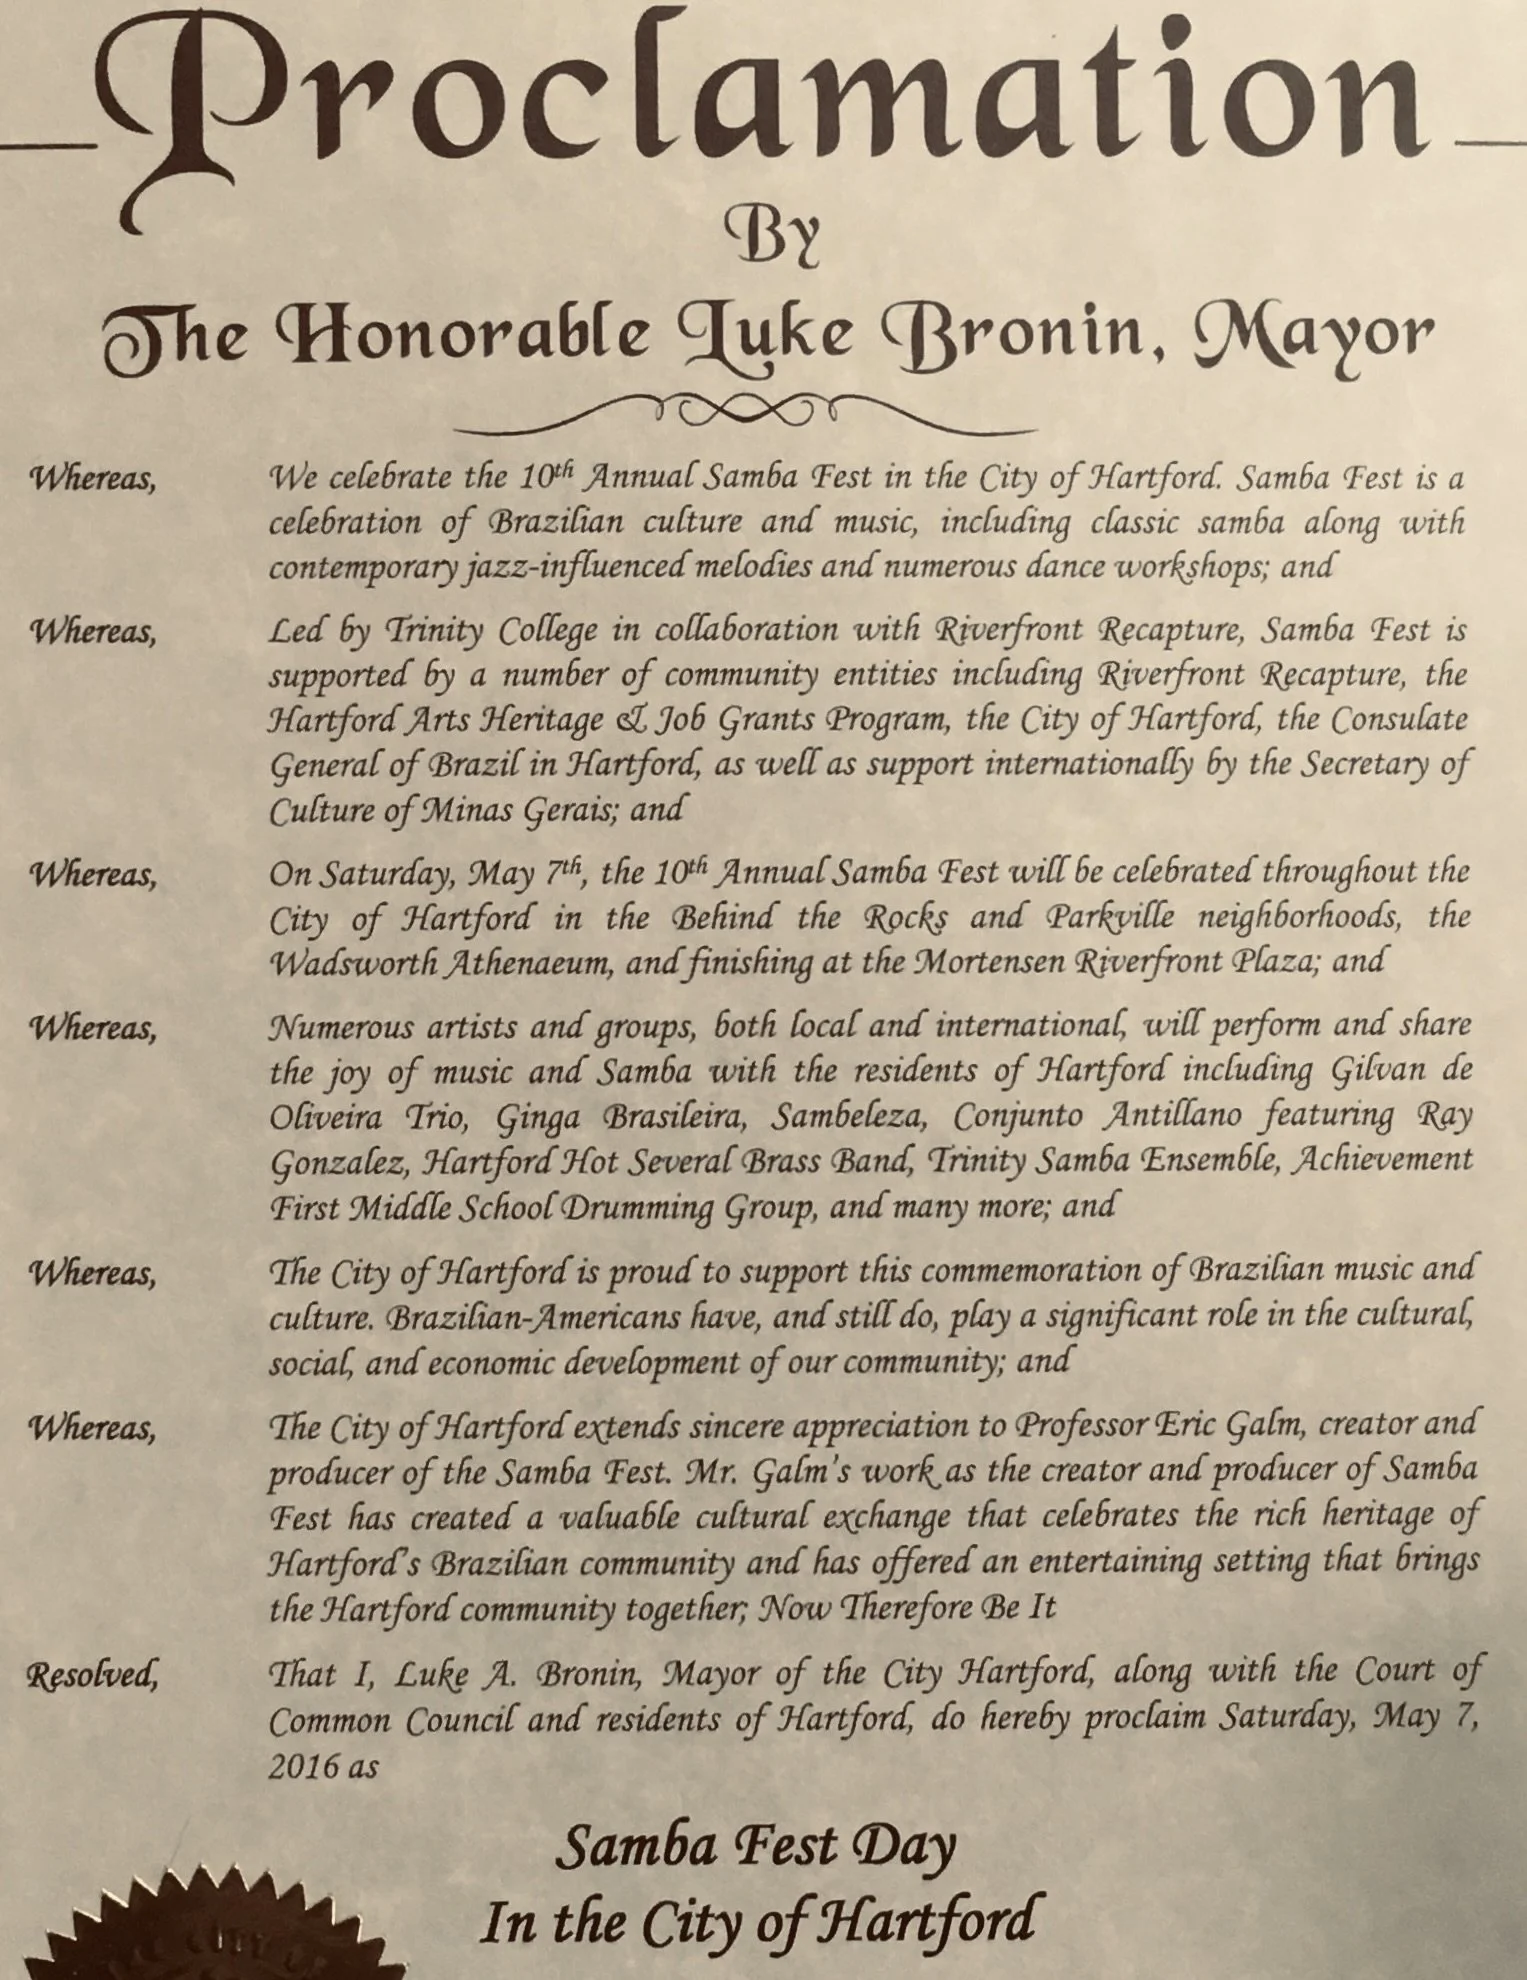 Proclamation
By
The Honorable Luke Bronin, Mayor
Whereas, We celebrate the 10th Annual Samba Fest in the City of Hartford. Samba Fest is a
celebration of Brazilian culture and music, including classic samba along with
contemporary jazz-influenced melodies and numerous dance workshops; and
Whereas, Led by Trinity College in collaboration with Riverfront Recapture, Samba Fest is
supported by a number of community entities including Riverfront Recapture, the
Hartford Arts Heritage & Job Grants Program, the City of Hartford, the Consulate
General of Brazil in Hartford, as well as support internationally by the Secretary of
Culture of Minas Gerais; and
Whereas, On Saturday, May 7th, the 10th Annual Samba Fest will be celebrated throughout the
City of Hartford in the Behind the Rocks and Parkville neighborhoods, the
Wadsworth Athenaeum, and finishing at the Mortensen Riverfront Plaza; and
Whereas, Numerous artists and groups, both local and international, will perform and share
the joy of music and Samba with the residents of Hartford including Gilvan de
Oliveira Trio, Ginga Brasileira, Sambeleza, Conjunto Antillano featuring Ray
Gonzalez, Hartford Hot Several Brass Band, Trinity Samba Ensemble, Achievement
First Middle School Drumming Group, and many more; and
Whereas, The City of Hartford is proud to support this commemoration of Brazilian music and
culture. Brazilian-Americans have, and still do, play a significant role in the cultural,
social, and economic development of our community; and
Whereas, The City of Hartford extends sincere appreciation to Professor Eric Galm, creator and
producer of the Samba Fest. Mr. Galm's work as the creator and producer of Samba
Fest has created a valuable cultural exchange that celebrates the rich heritage of
Hartford's Brazilian community and has offered an entertaining setting that brings
the Hartford community together; Now Therefore Be It
Resolved, That I, Luke A. Bronin, Mayor of the City Hartford, along with the Court of
Common Council and residents of Hartford, do hereby proclaim Saturday, May 7,
2016 as
Samba Fest Day
In the City of Hartford